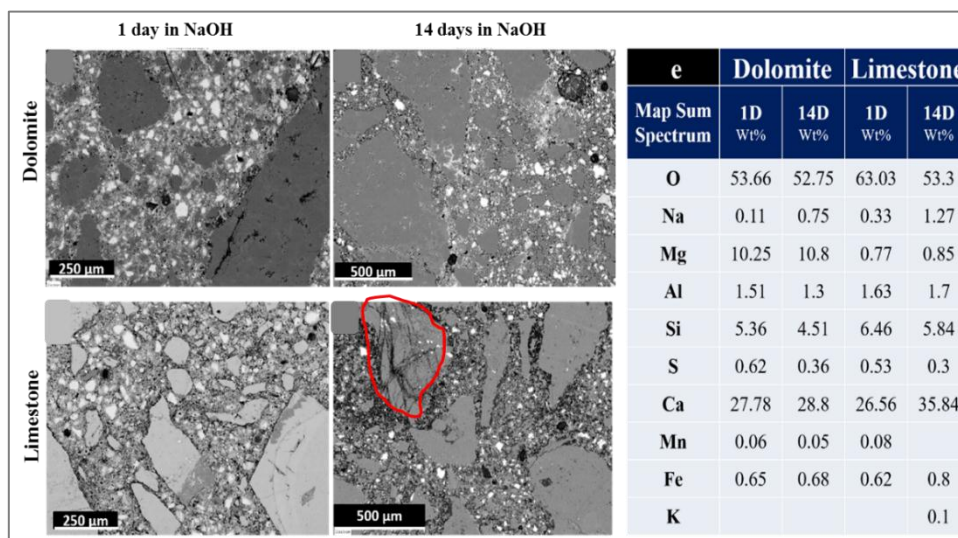 1 day in NaOH
14 days in NaOH
Dolomite
250 µm
500 µm
Limestone
250 µm
500 µm
e Dolomite Limestone
Map Sum Spectrum 1D Wt% 14D Wt% 1D Wt% 14D Wt%
O 53.66 52.75 63.03 53.3
Na 0.11 0.75 0.33 1.27
Mg 10.25 10.8 0.77 0.85
Al 1.51 1.3 1.63 1.7
Si 5.36 4.51 6.46 5.84
S 0.62 0.36 0.53 0.3
Ca 27.78 28.8 26.56 35.84
Mn 0.06 0.05 0.08
Fe 0.65 0.68 0.62 0.8
K 0.1